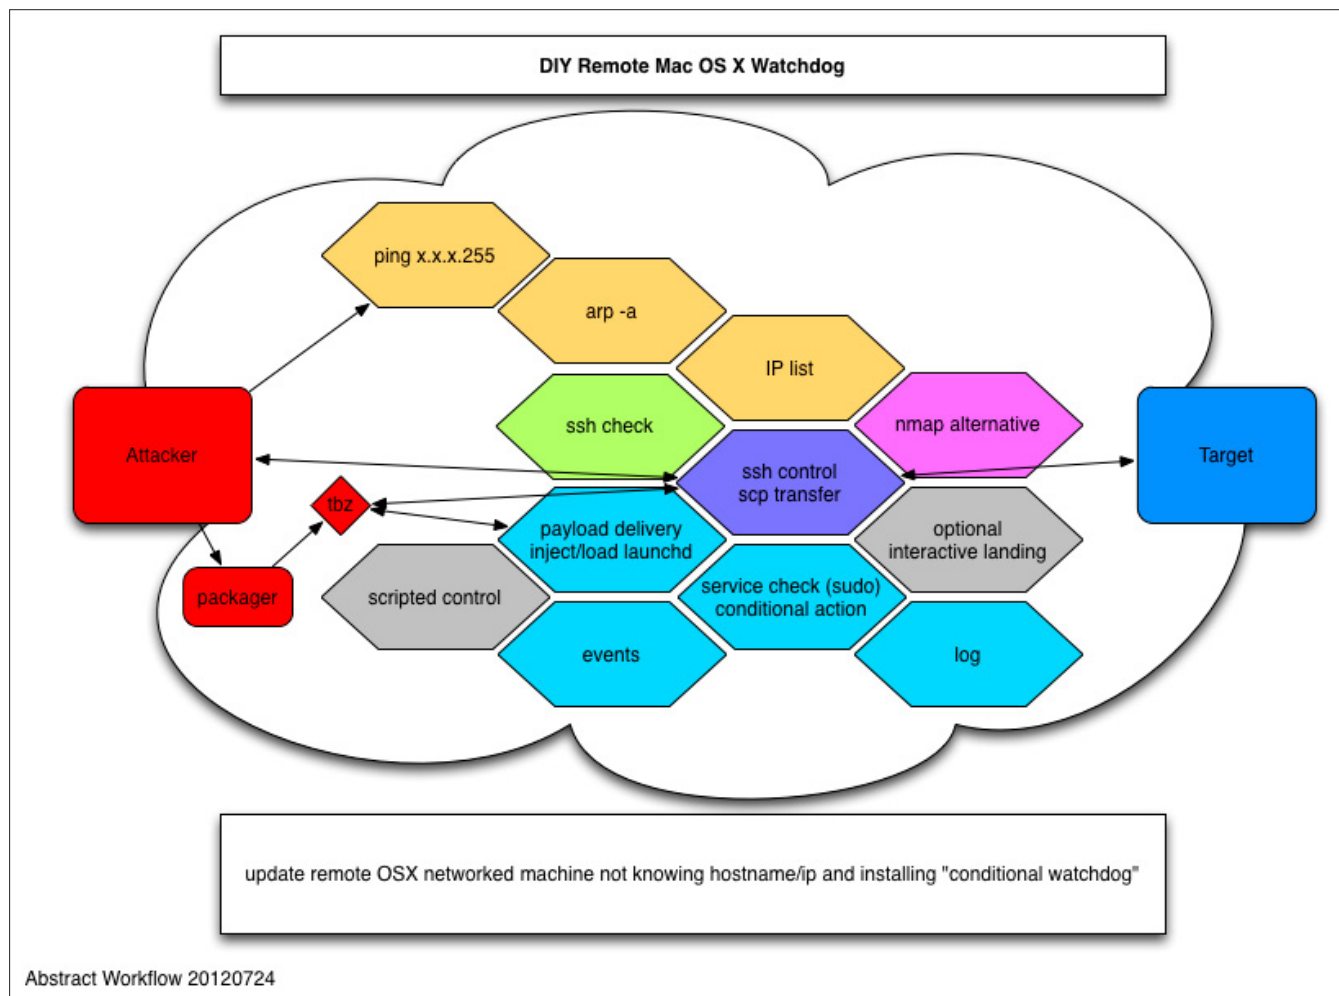 DIY Remote Mac OS X Watchdog
ping x.x.x.255
arp -a
IP list
ssh check
nmap alternative
Attacker
ssh control
scp transfer
Target
tbz
payload delivery
inject/load launchd
optional
interactive landing
packager
scripted control
service check (sudo)
conditional action
events
log
update remote OSX networked machine not knowing hostname/ip and installing "conditional watchdog"
Abstract Workflow 20120724